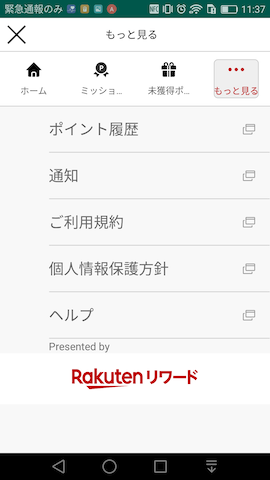 緊急通報のみ
11:37
もっと見る
ホーム
ミッショ...
未獲得ポ...
もっと見る
ポイント履歴
通知
ご利用規約
個人情報保護方針
ヘルプ
Presented by
Rakuten リワード